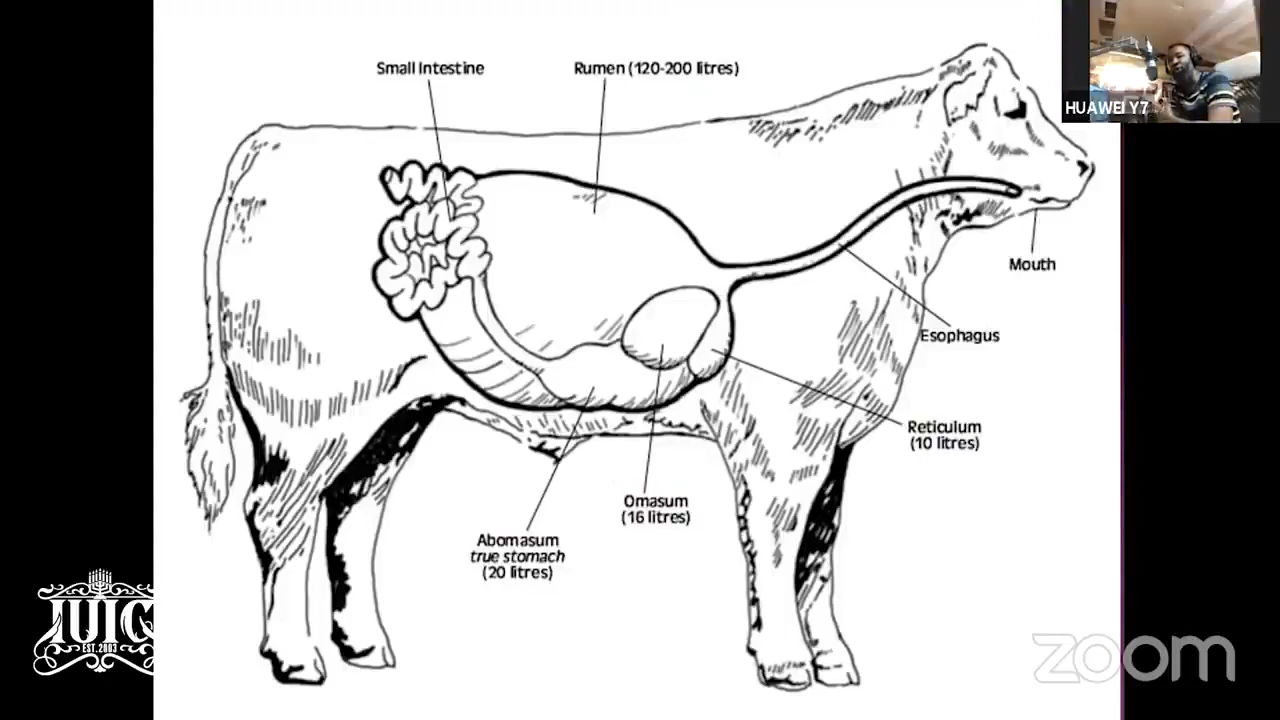 Small Intestine
Rumen (120-200 litres)
HUAWEI Y7
Mouth
Esophagus
Reticulum
(10 litres)
Omasum
(16 litres)
Abomasum
true stomach
(20 litres)
IUIC
EST. 2003
zoom